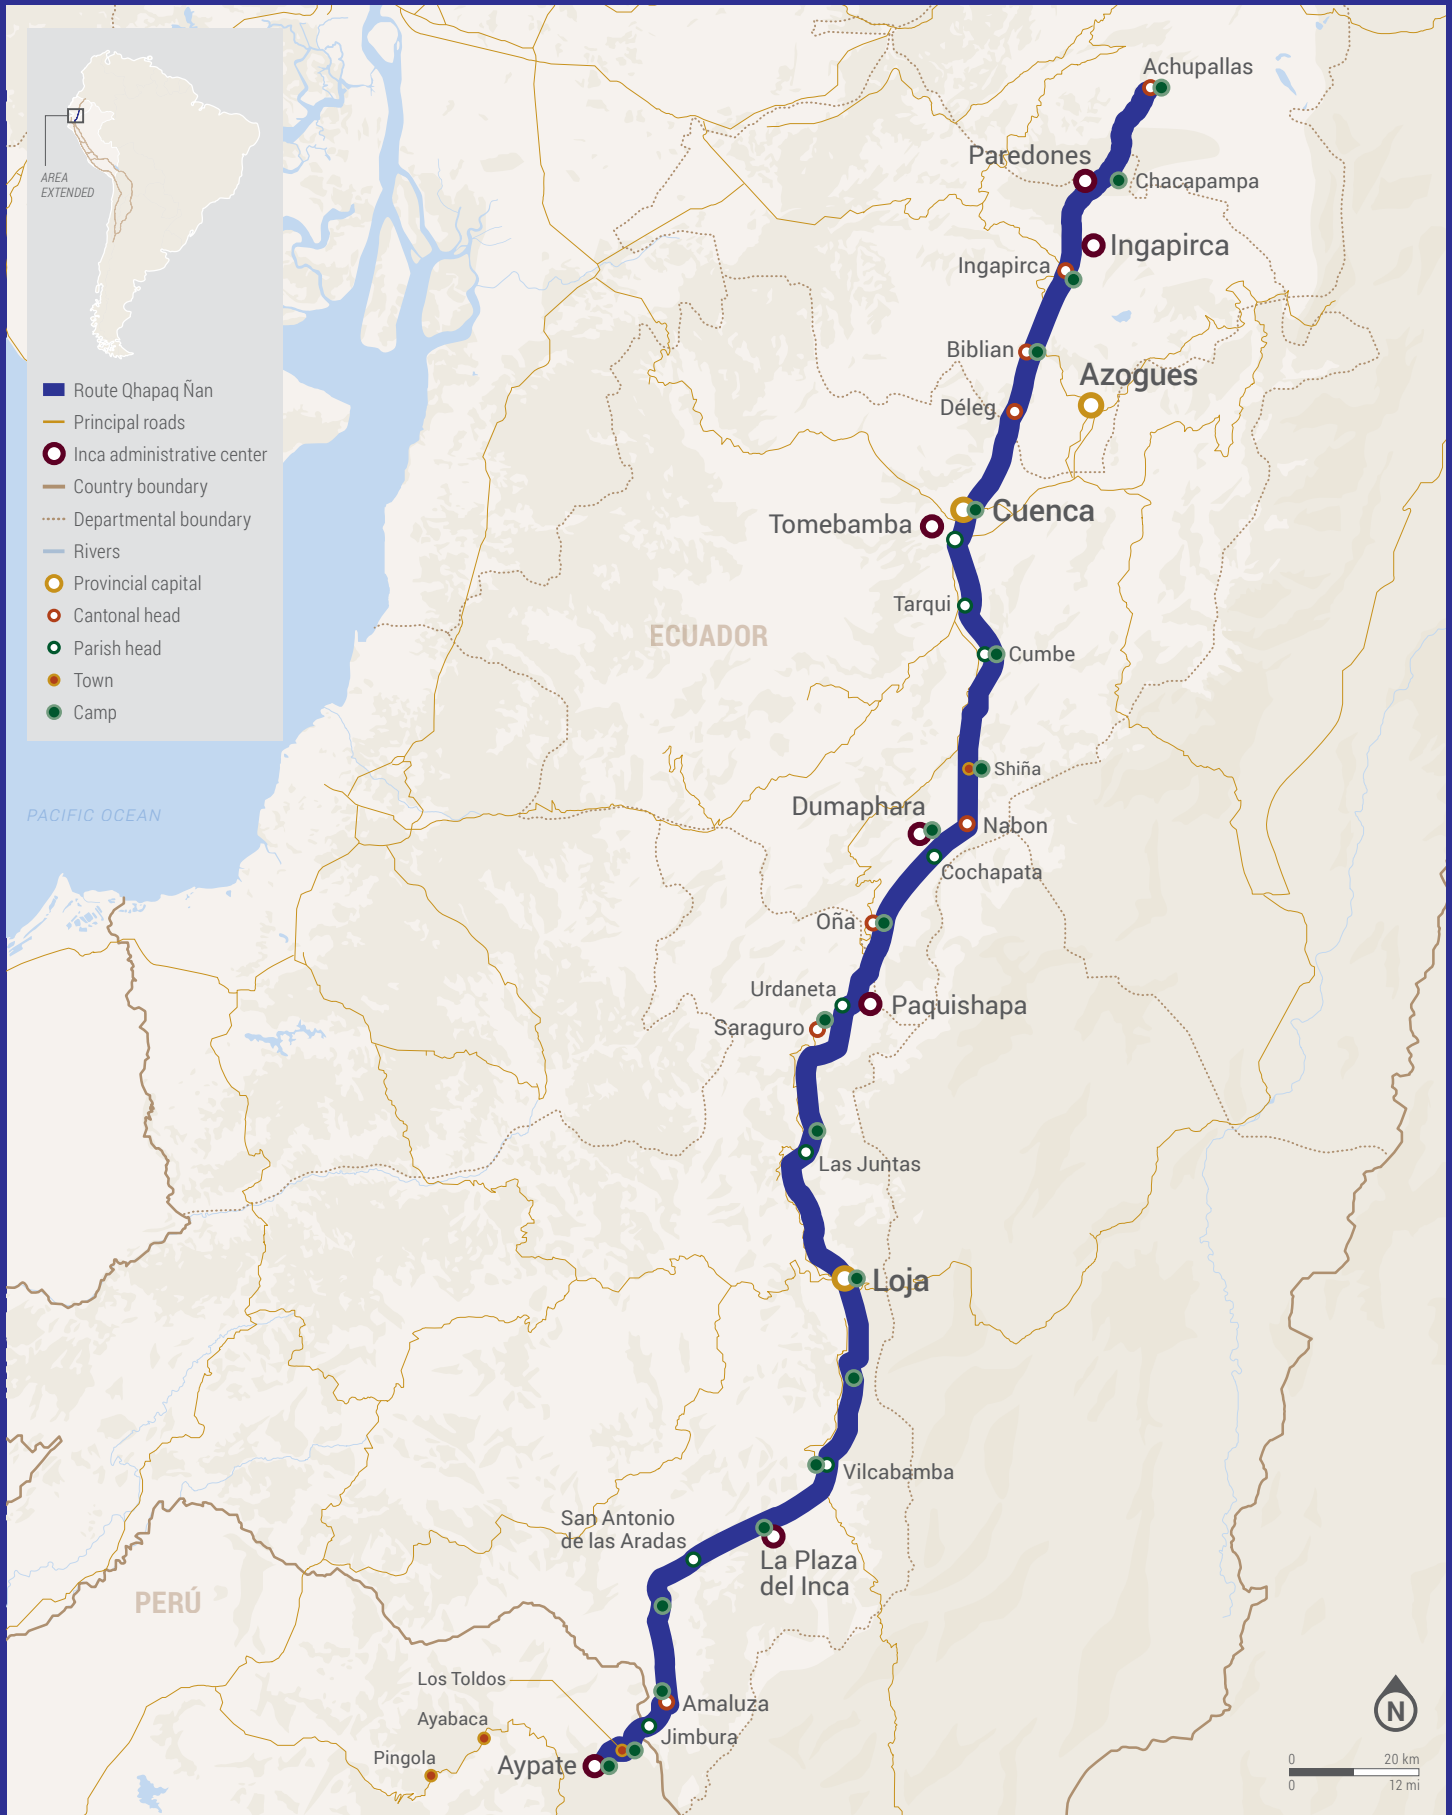 AREA
EXTENDED
Route Qhapaq Ñan
Principal roads
Inca administrative center
Country boundary
Departmental boundary
Rivers
Provincial capital
Cantonal head
Parish head
Town
Camp
PACIFIC OCEAN
ECUADOR
PERÚ
Achupallas
Paredones
Chacapampa
Ingapirca
Ingapirca
Biblian
Azogues
Déleg
Cuenca
Tomebamba
Tarqui
Cumbe
Shiña
Dumaphara
Nabon
Cochapata
Oña
Urdaneta
Paquishapa
Saraguro
Las Juntas
Loja
Vilcabamba
San Antonio
de las Aradas
La Plaza
del Inca
Los Toldos
Amaluza
Ayabaca
Jimbura
Pingola
Aypate
N
0 20 km
0 12 mi